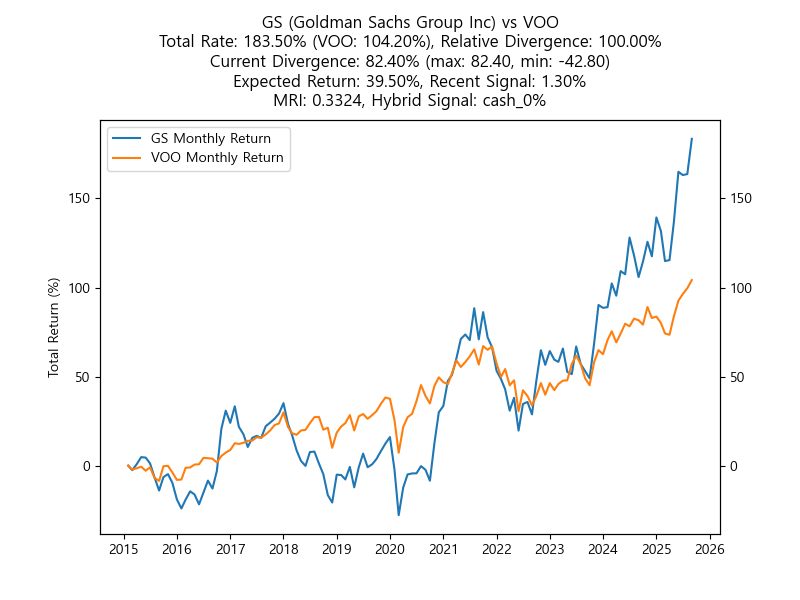 GS (Goldman Sachs Group Inc) vs VOO
Total Rate: 183.50% (VOO: 104.20%), Relative Divergence: 100.00%
Current Divergence: 82.40% (max: 82.40, min: -42.80)
Expected Return: 39.50%, Recent Signal: 1.30%
MRI: 0.3324, Hybrid Signal: cash_0%
GS Monthly Return
VOO Monthly Return
Total Return (%)
150
100
50
0
150
100
50
0
2015 2016 2017 2018 2019 2020 2021 2022 2023 2024 2025 2026